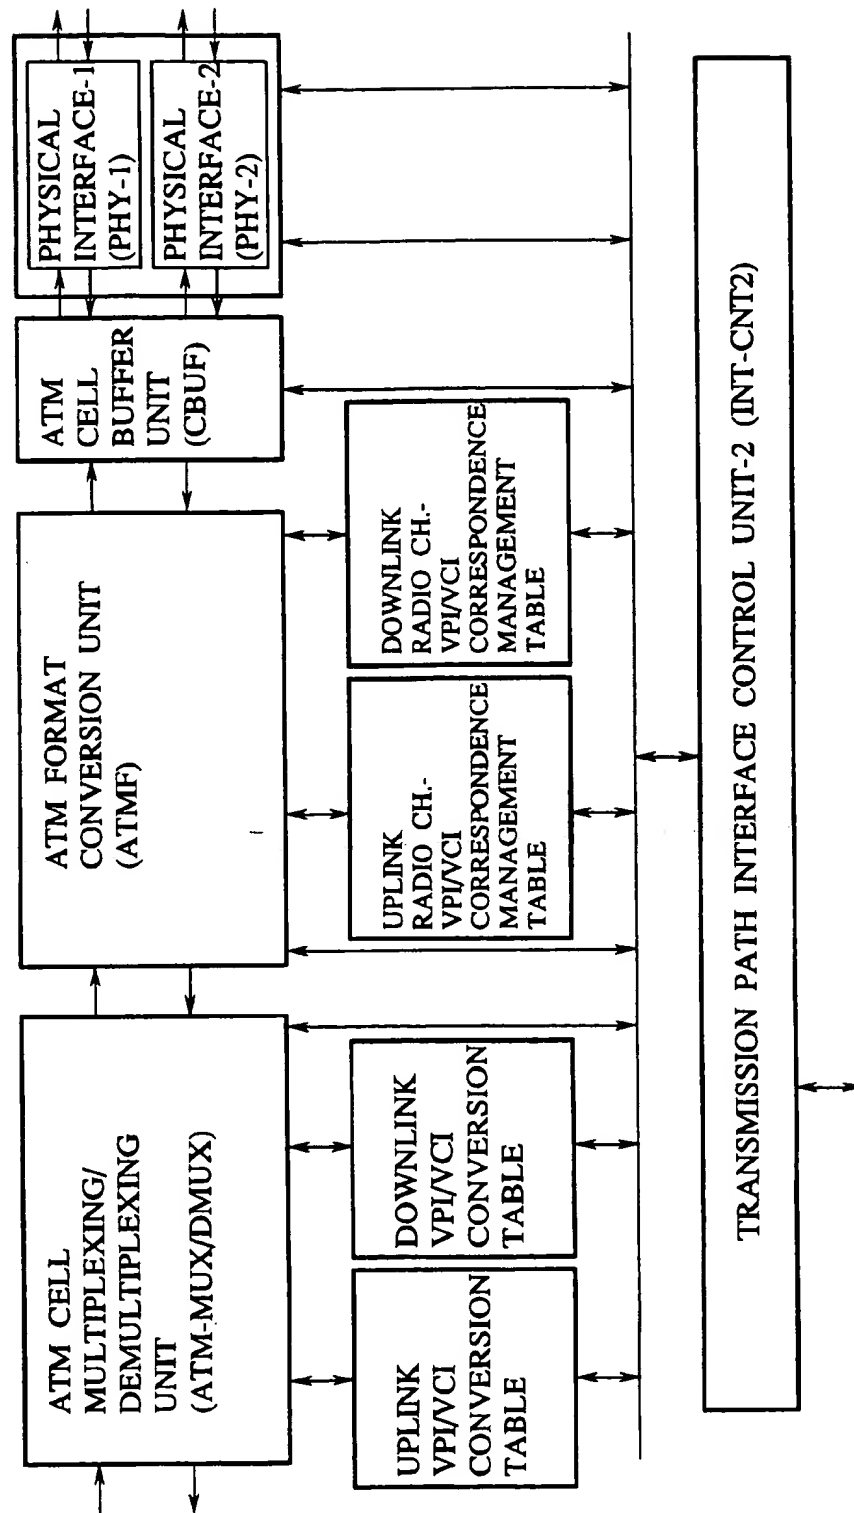 ATM CELL
MULTIPLEXING/
DEMULTIPLEXING
UNIT
(ATM-MUX/DMUX)
ATM FORMAT
CONVERSION UNIT
(ATMF)
ATM
CELL
BUFFER
UNIT
(CBUF)
PHYSICAL
INTERFACE-1
(PHY-1)
PHYSICAL
INTERFACE-2
(PHY-2)
UPLINK
VPI/VCI
CONVERSION
TABLE
DOWNLINK
VPI/VCI
CONVERSION
TABLE
UPLINK
RADIO CH.-
VPI/VCI
CORRESPONDENCE
MANAGEMENT
TABLE
DOWNLINK
RADIO CH.-
VPI/VCI
CORRESPONDENCE
MANAGEMENT
TABLE
TRANSMISSION PATH INTERFACE CONTROL UNIT-2 (INT-CNT2)